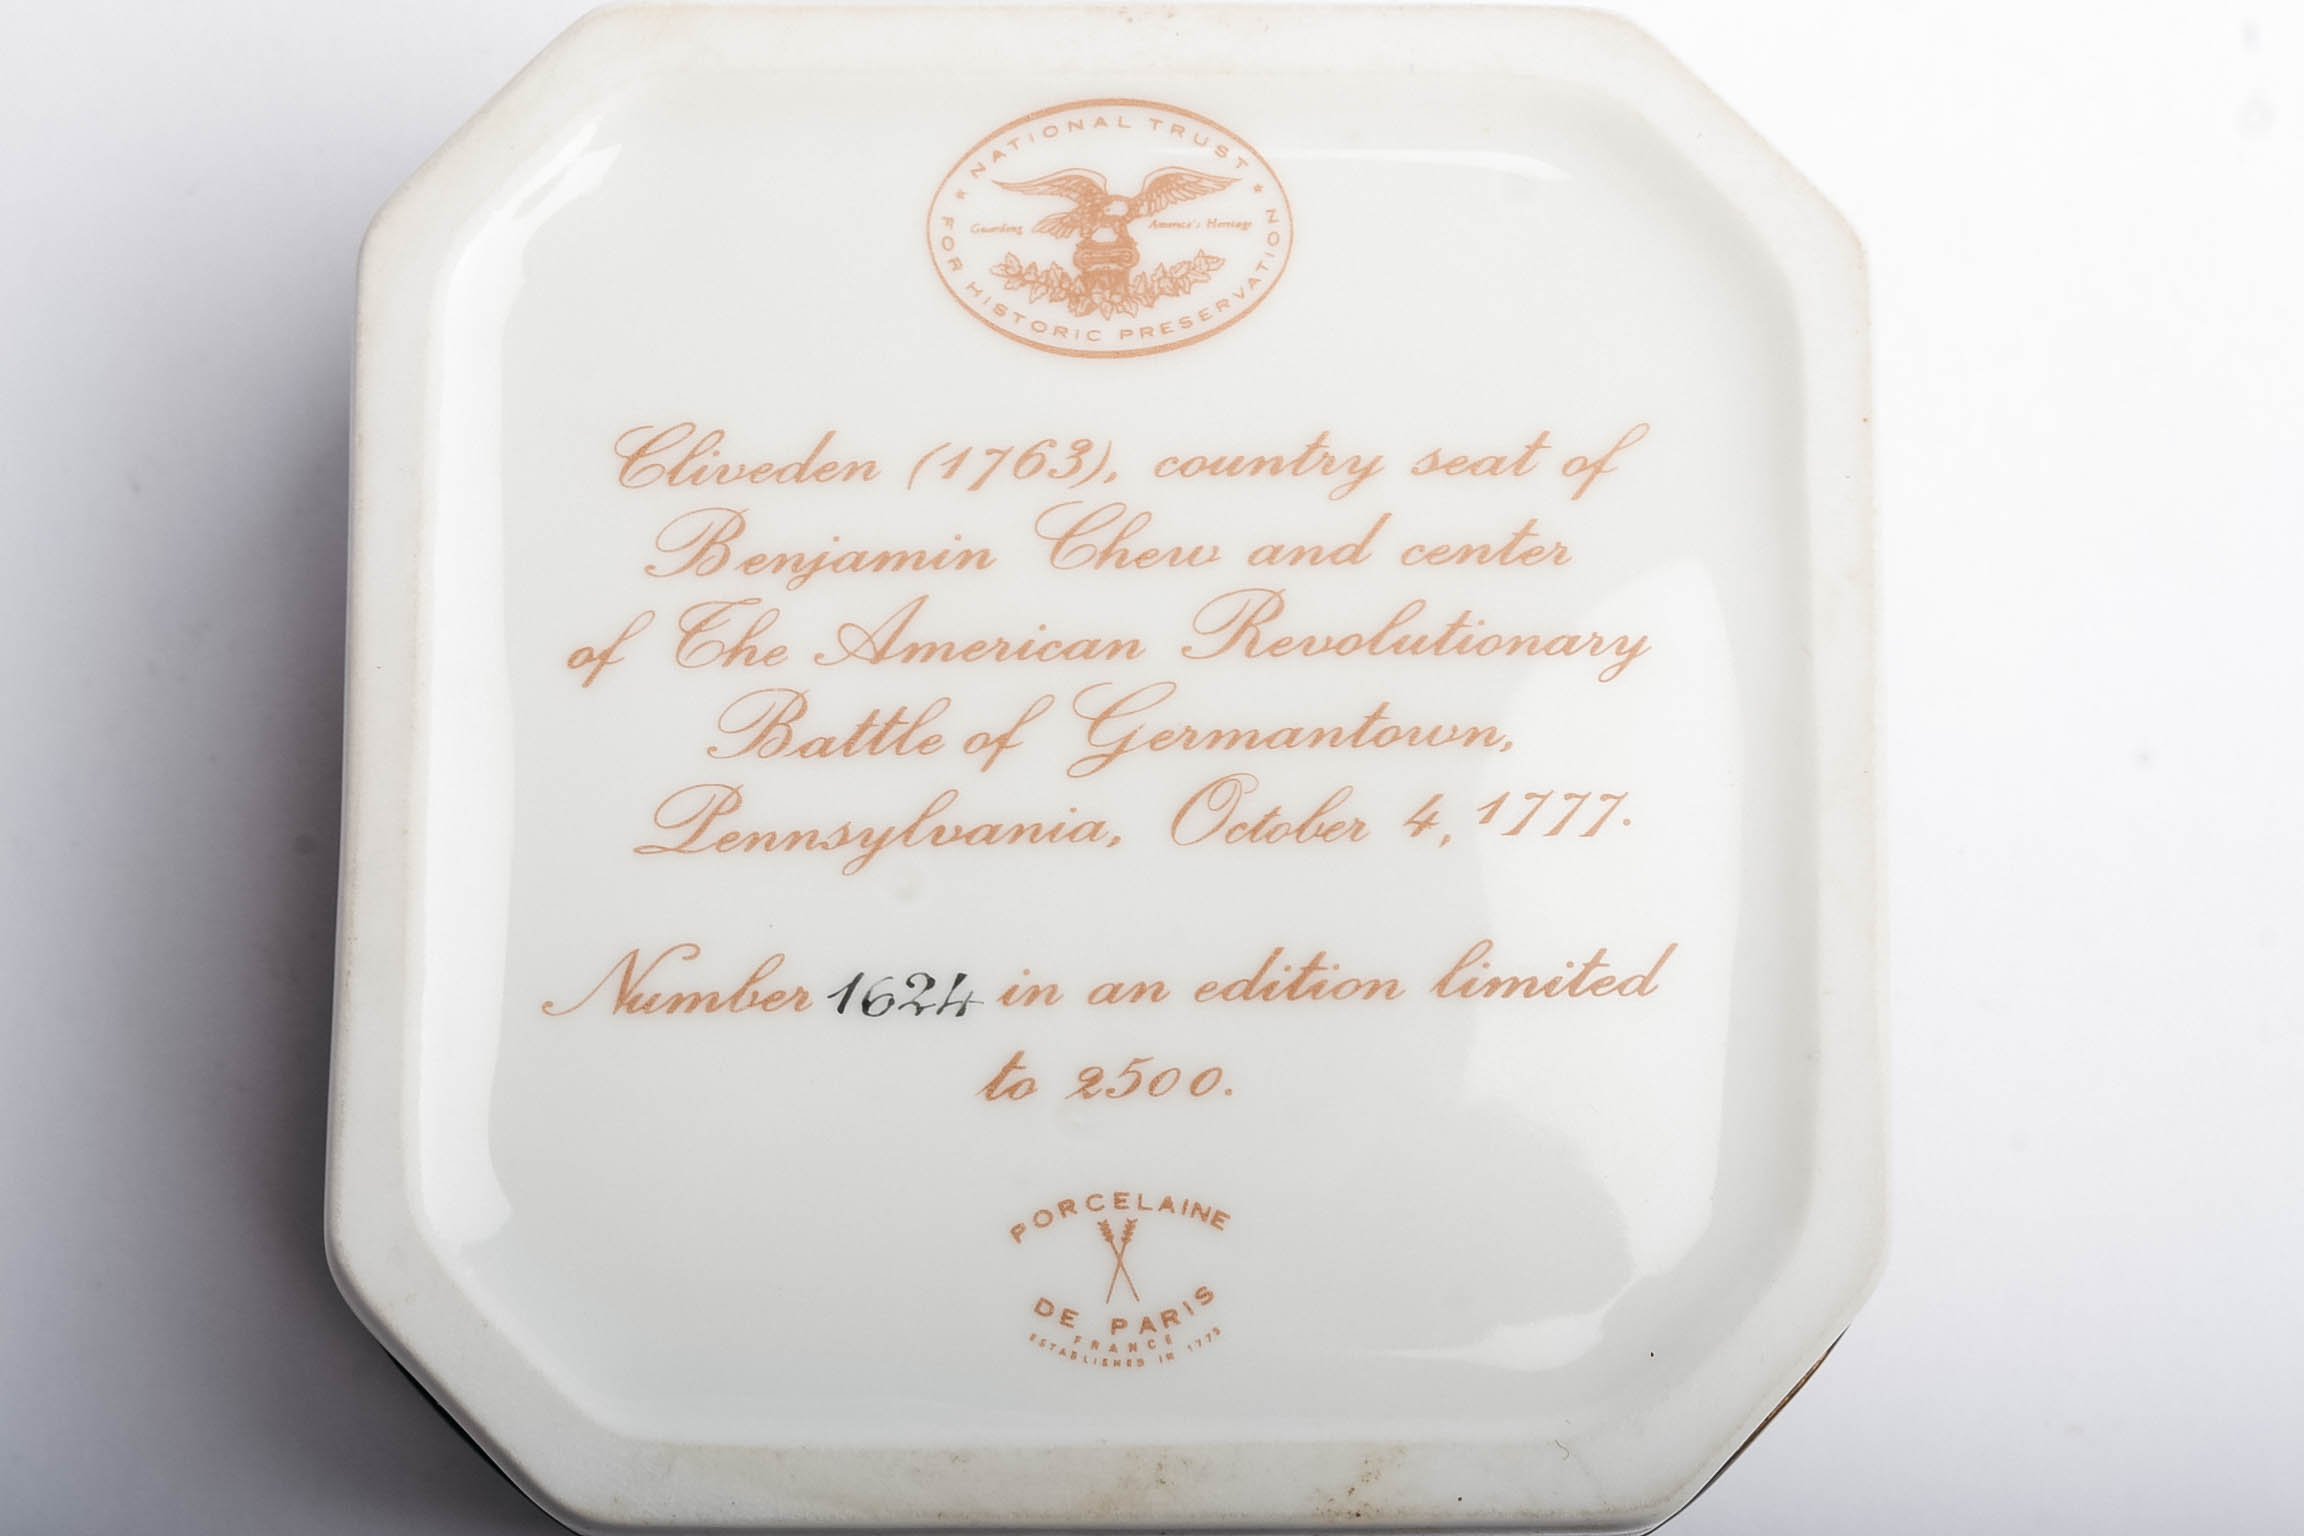 NATIONAL TRUST
FOR HISTORIC PRESERVATION
Guarding America's Heritage
Cliveden (1763), country seat of
Benjamin Chew and center
of The American Revolutionary
Battle of Germantown,
Pennsylvania, October 4, 1777.
Number 1624 in an edition limited
to 2500.
PORCELAINE
DE PARIS
FRANCE
ESTABLISHED IN 1773